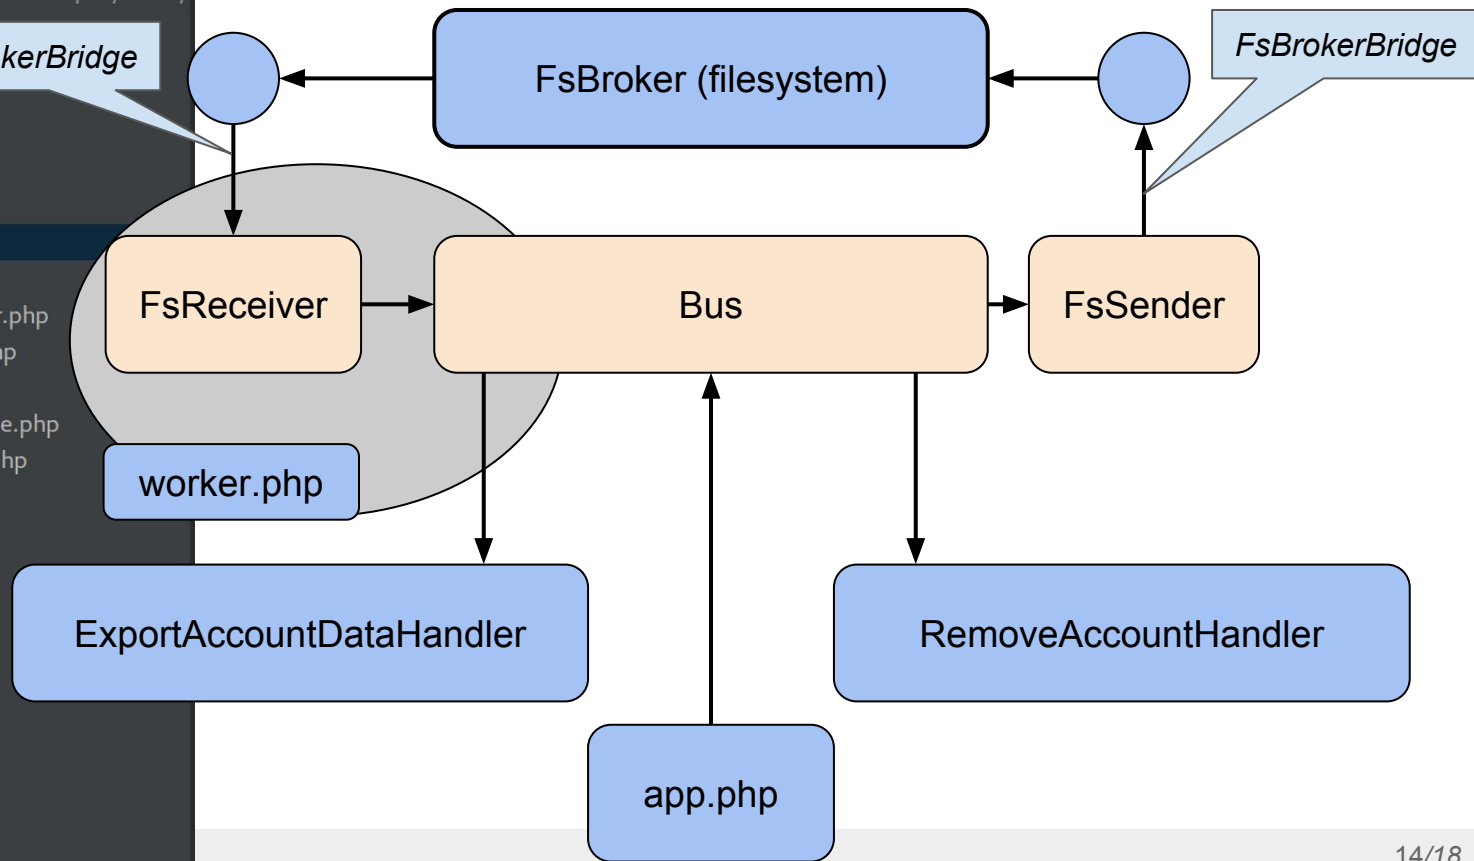 kerBridge
FsBroker (filesystem)
FsBrokerBridge
FsReceiver
Bus
FsSender
.php
e.php
hp
worker.php
ExportAccountDataHandler
RemoveAccountHandler
app.php
14/18